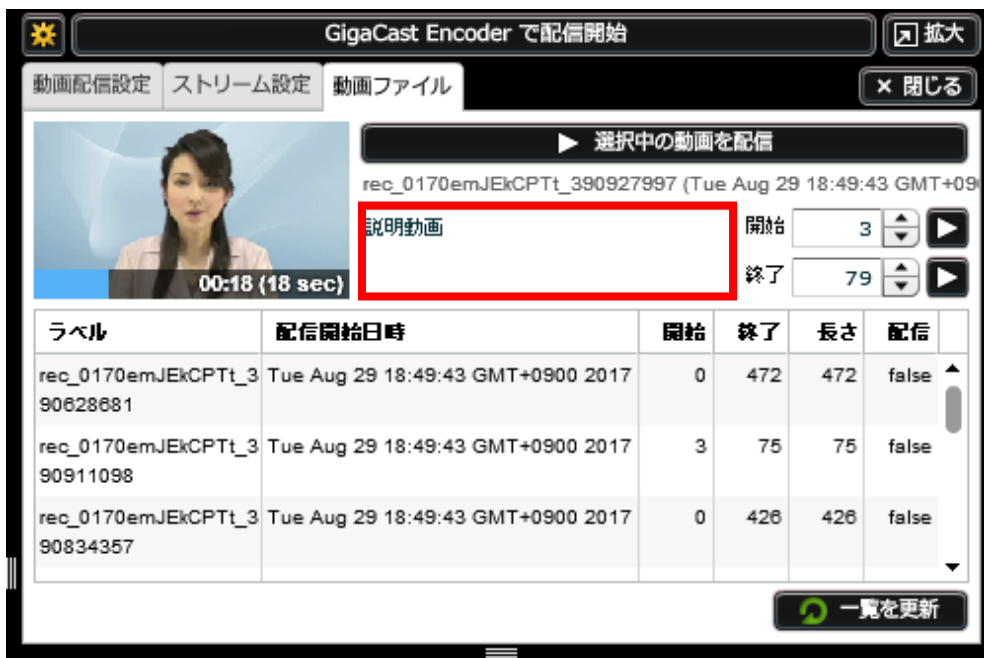 GigaCast Encoder で配信開始
拡大
動画配信設定 ストリーム設定 動画ファイル
× 閉じる
選択中の動画を配信
rec_0170emJEkCPTt_390927997 (Tue Aug 29 18:49:43 GMT+09
説明動画
開始 3
00:18 (18 sec)
終了 79
ラベル 配信開始日時 開始 終了 長さ 配信
rec_0170emJEkCPTt_3 Tue Aug 29 18:49:43 GMT+0900 2017 0 472 472 false
90628681
rec_0170emJEkCPTt_3 Tue Aug 29 18:49:43 GMT+0900 2017 3 75 75 false
90911098
rec_0170emJEkCPTt_3 Tue Aug 29 18:49:43 GMT+0900 2017 0 426 426 false
90834357
一覧を更新